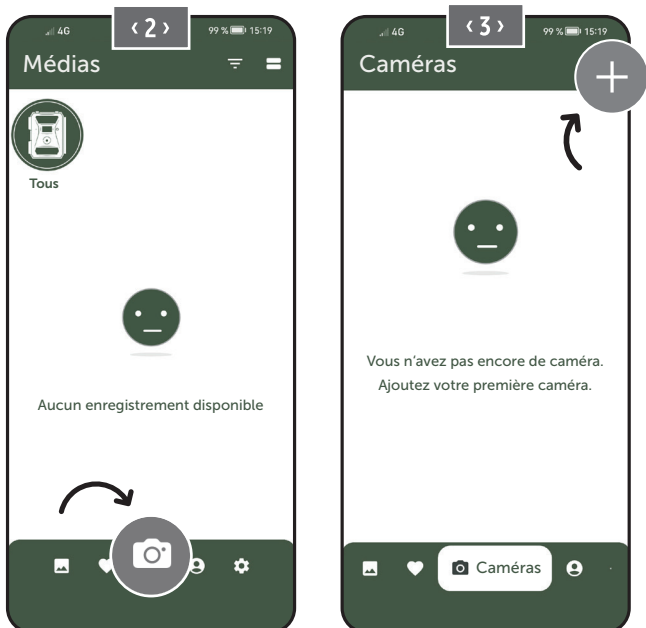 ‹ 2 ›
4G
99 % 15:19
Médias
Tous
Aucun enregistrement disponible
‹ 3 ›
4G
99 % 15:19
Caméras
Vous n'avez pas encore de caméra.
Ajoutez votre première caméra.
Caméras